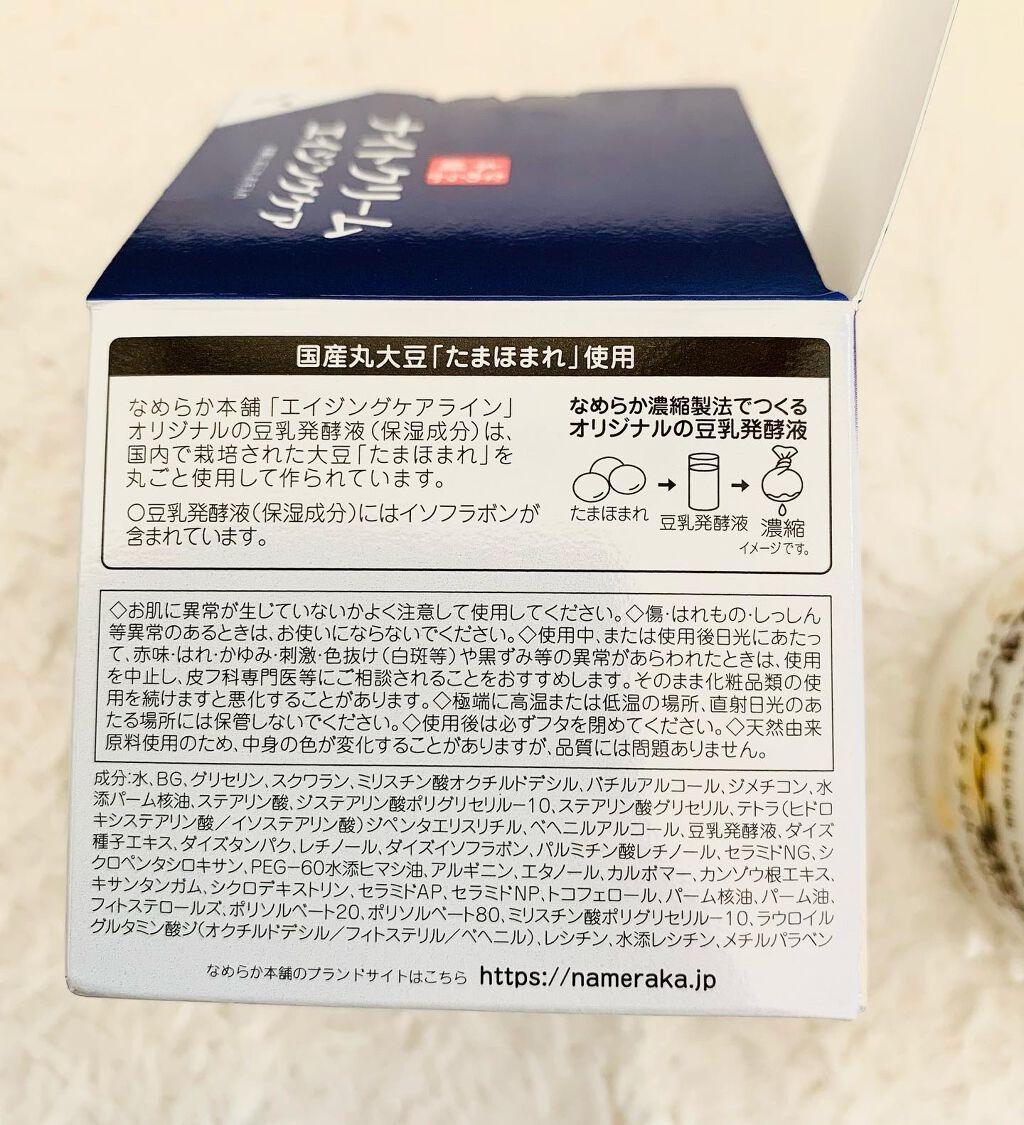 ナイトクリーム
エイジングケア
国産丸大豆「たまほまれ」使用
なめらか本舗「エイジングケアライン」
オリジナルの豆乳発酵液(保湿成分)は、
国内で栽培された大豆「たまほまれ」を
丸ごと使用して作られています。
○豆乳発酵液(保湿成分)にはイソフラボンが
含まれています。
なめらか濃縮製法でつくる
オリジナルの豆乳発酵液
たまほまれ
豆乳発酵液
濃縮
イメージです。
◇お肌に異常が生じていないかよく注意して使用してください。◇傷・はれもの・しっしん
等異常のあるときは、お使いにならないでください。◇使用中、または使用後日光にあたっ
て、赤味・はれ・かゆみ・刺激・色抜け(白斑等)や黒ずみ等の異常があらわれたときは、使用
を中止し、皮フ科専門医等にご相談されることをおすすめします。そのまま化粧品類の使
用を続けますと悪化することがあります。◇極端に高温または低温の場所、直射日光のあ
たる場所には保管しないでください。◇使用後は必ずフタを閉めてください。◇天然由来
原料使用のため、中身の色が変化することがありますが、品質には問題ありません。
成分:水、BG、グリセリン、スクワラン、ミリスチン酸オクチルドデシル、バチルアルコール、ジメチコン、水
添パーム核油、ステアリン酸、ジステアリン酸ポリグリセリル-10、ステアリン酸グリセリル、テトラ(ヒドロ
キシステアリン酸/イソステアリン酸)ジペンタエリスリチル、ベヘニルアルコール、豆乳発酵液、ダイズ
種子エキス、ダイズタンパク、レチノール、ダイズイソフラボン、パルミチン酸レチノール、セラミドNG、シ
クロペンタシロキサン、PEG-60水添ヒマシ油、アルギニン、エタノール、カルボマー、カンゾウ根エキス、
キサンタンガム、シクロデキストリン、セラミドAP、セラミドNP、トコフェロール、パーム核油、パーム油、
フィトステロールズ、ポリソルベート20、ポリソルベート80、ミリスチン酸ポリグリセリル-10、ラウロイル
グルタミン酸ジ(オクチルドデシル/フィトステリル/ベヘニル)、レシチン、水添レシチン、メチルパラベン
なめらか本舗のブランドサイトはこちら https://nameraka.jp